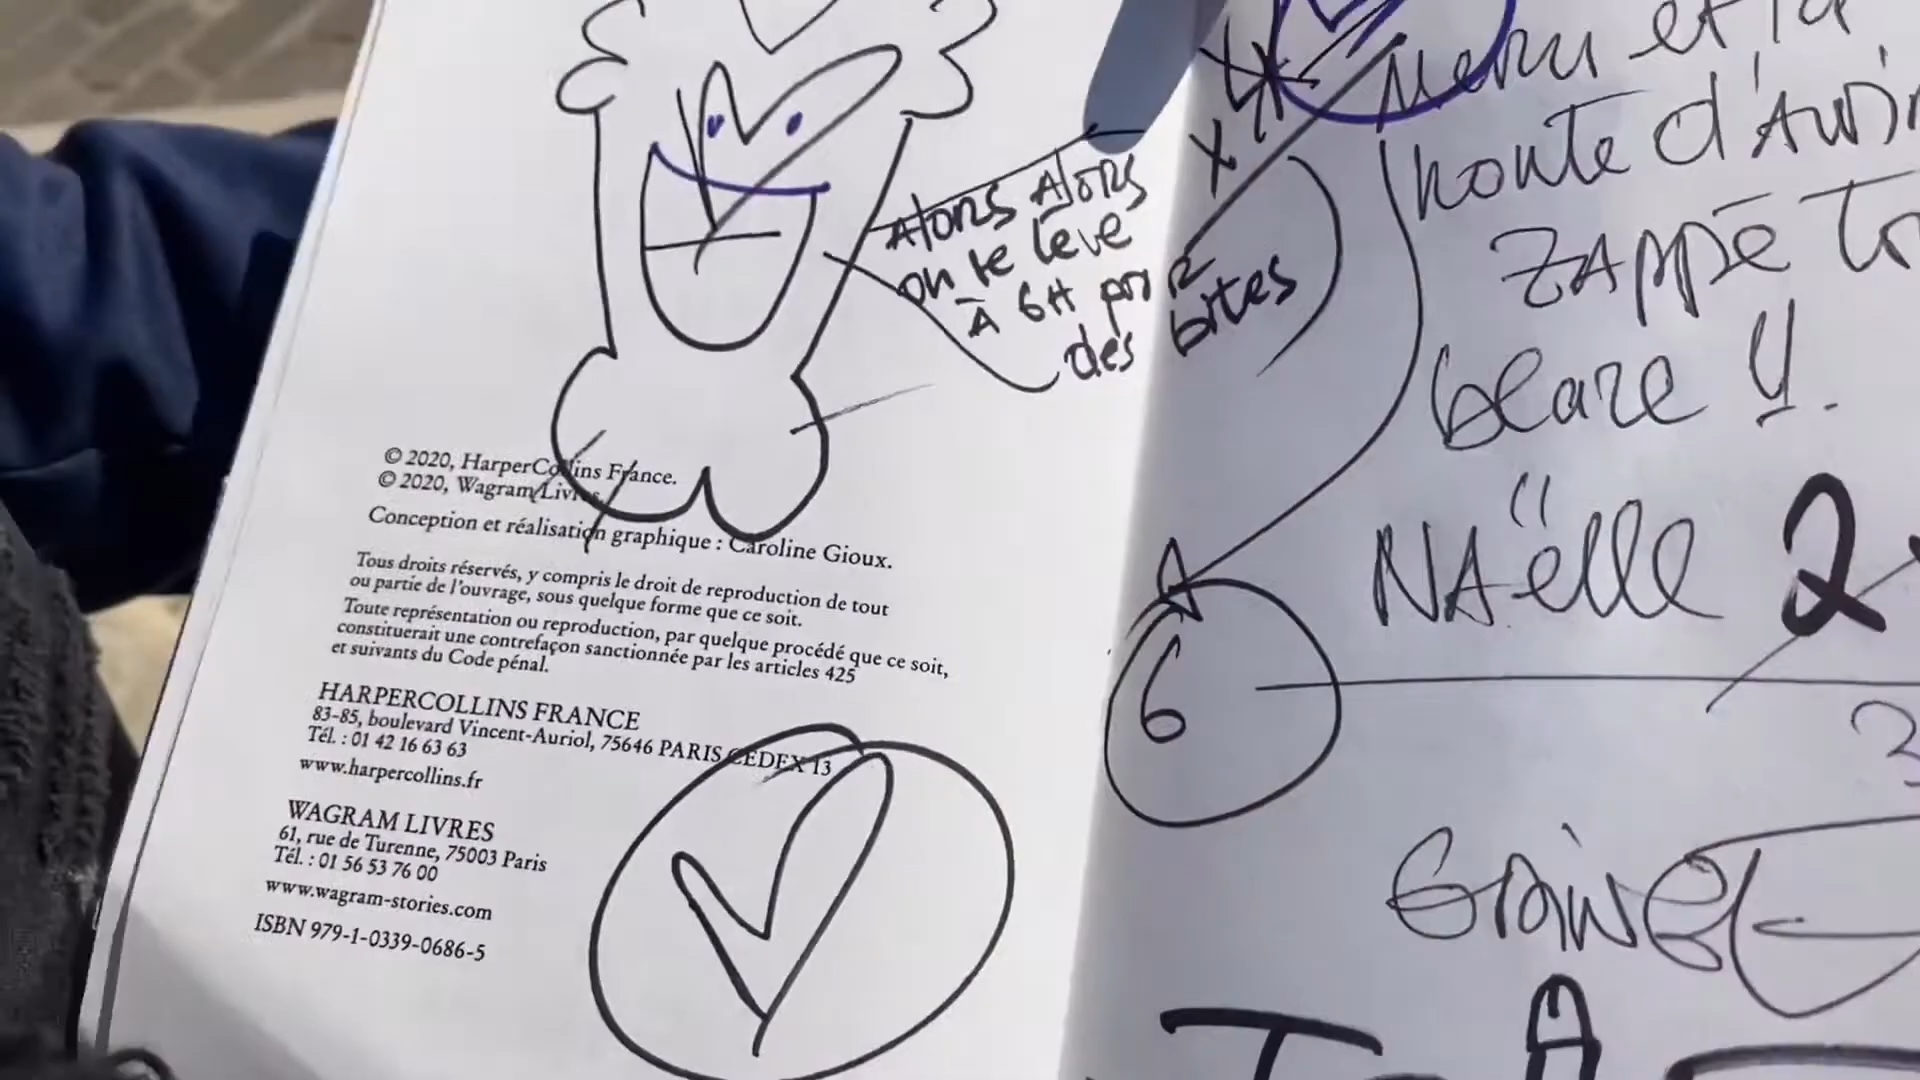 Alors Alors
on se lève
à 6H pour
des bites
© 2020, HarperCollins France.
© 2020, Wagram Livres.
Conception et réalisation graphique : Caroline Gioux.
Tous droits réservés, y compris le droit de reproduction de tout
ou partie de l'ouvrage, sous quelque forme que ce soit.
Toute représentation ou reproduction, par quelque procédé que ce soit,
constituerait une contrefaçon sanctionnée par les articles 425
et suivants du Code pénal.
HARPERCOLLINS FRANCE
83-85, boulevard Vincent-Auriol, 75646 PARIS CEDEX 13
Tél. : 01 42 16 63 63
www.harpercollins.fr
WAGRAM LIVRES
61, rue de Turenne, 75003 Paris
Tél. : 01 56 53 76 00
www.wagram-stories.com
ISBN 979-1-0339-0686-5
et la
honte d'Avoir
ZAPPÉ
NAëlle 2
6